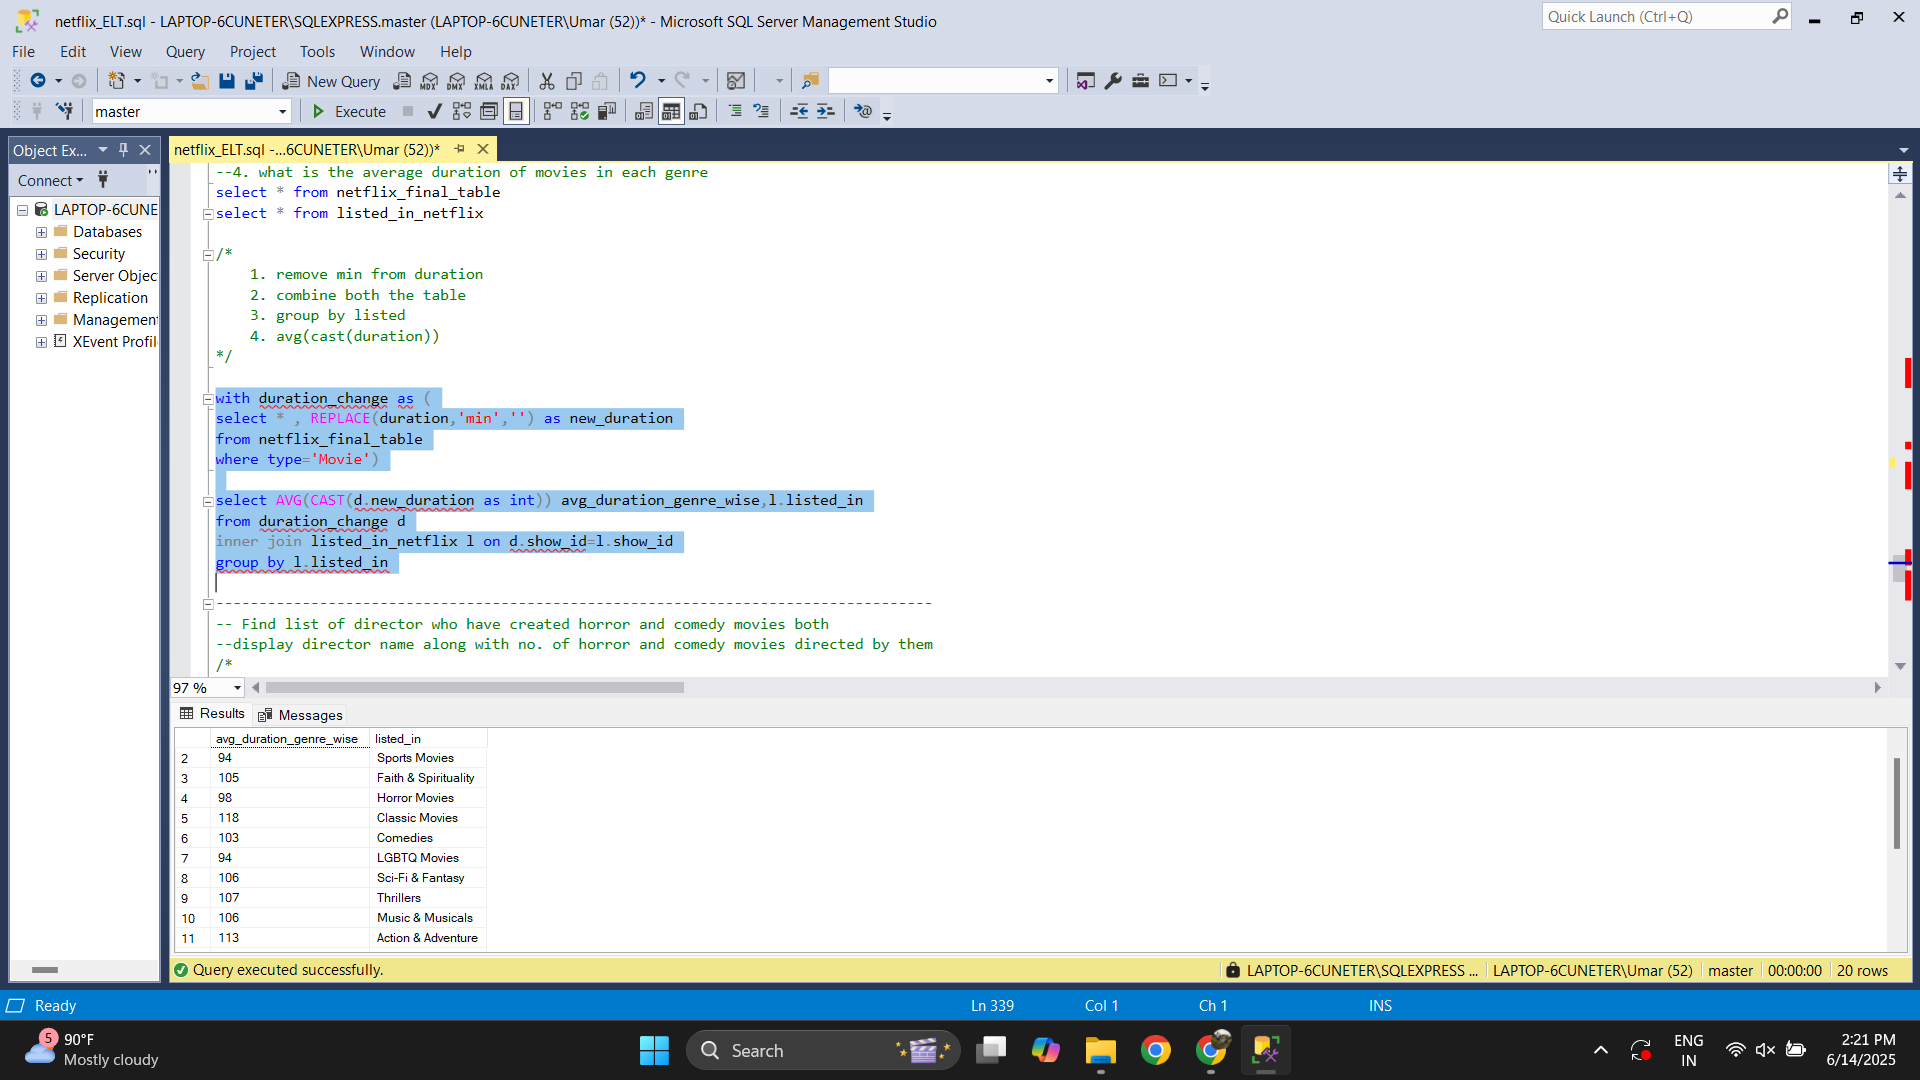 netflix_ELT.sql - LAPTOP-6CUNETER\SQLEXPRESS.master (LAPTOP-6CUNETER\Umar (52))* - Microsoft SQL Server Management Studio
Quick Launch (Ctrl+Q)
File Edit View Query Project Tools Window Help
New Query MDX DMX XMLA DAX
master Execute
Object Ex...
netflix_ELT.sql -...6CUNETER\Umar (52))*
Connect
LAPTOP-6CUNE
Databases
Security
Server Objec
Replication
Management
XEvent Profil
--4. what is the average duration of movies in each genre
select * from netflix_final_table
select * from listed_in_netflix
/*
1. remove min from duration
2. combine both the table
3. group by listed
4. avg(cast(duration))
*/
with duration_change as (
select * , REPLACE(duration,'min','') as new_duration
from netflix_final_table
where type='Movie')
select AVG(CAST(d.new_duration as int)) avg_duration_genre_wise,l.listed_in
from duration_change d
inner join listed_in_netflix l on d.show_id=l.show_id
group by l.listed_in
-----------------------------------------------------------------------------------
-- Find list of director who have created horror and comedy movies both
--display director name along with no. of horror and comedy movies directed by them
/*
97 %
Results Messages
avg_duration_genre_wise listed_in
2 94 Sports Movies
3 105 Faith & Spirituality
4 98 Horror Movies
5 118 Classic Movies
6 103 Comedies
7 94 LGBTQ Movies
8 106 Sci-Fi & Fantasy
9 107 Thrillers
10 106 Music & Musicals
11 113 Action & Adventure
Query executed successfully.
LAPTOP-6CUNETER\SQLEXPRESS ... LAPTOP-6CUNETER\Umar (52) master 00:00:00 20 rows
Ready Ln 339 Col 1 Ch 1 INS
5
90°F
Mostly cloudy
Search
ENG
IN
2:21 PM
6/14/2025